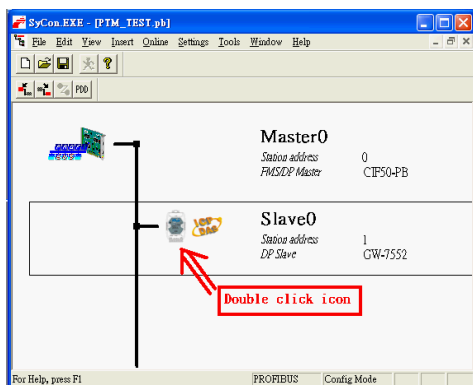 SyCon.EXE - [PTM_TEST.pb]
File Edit View Insert Online Settings Tools Window Help
PDD
Master0
Station address 0
FMS/DP Master CIF50-PB
ICP
DAS
Slave0
Station address 1
DP Slave GW-7552
Double click icon
For Help, press F1 PROFIBUS Config Mode